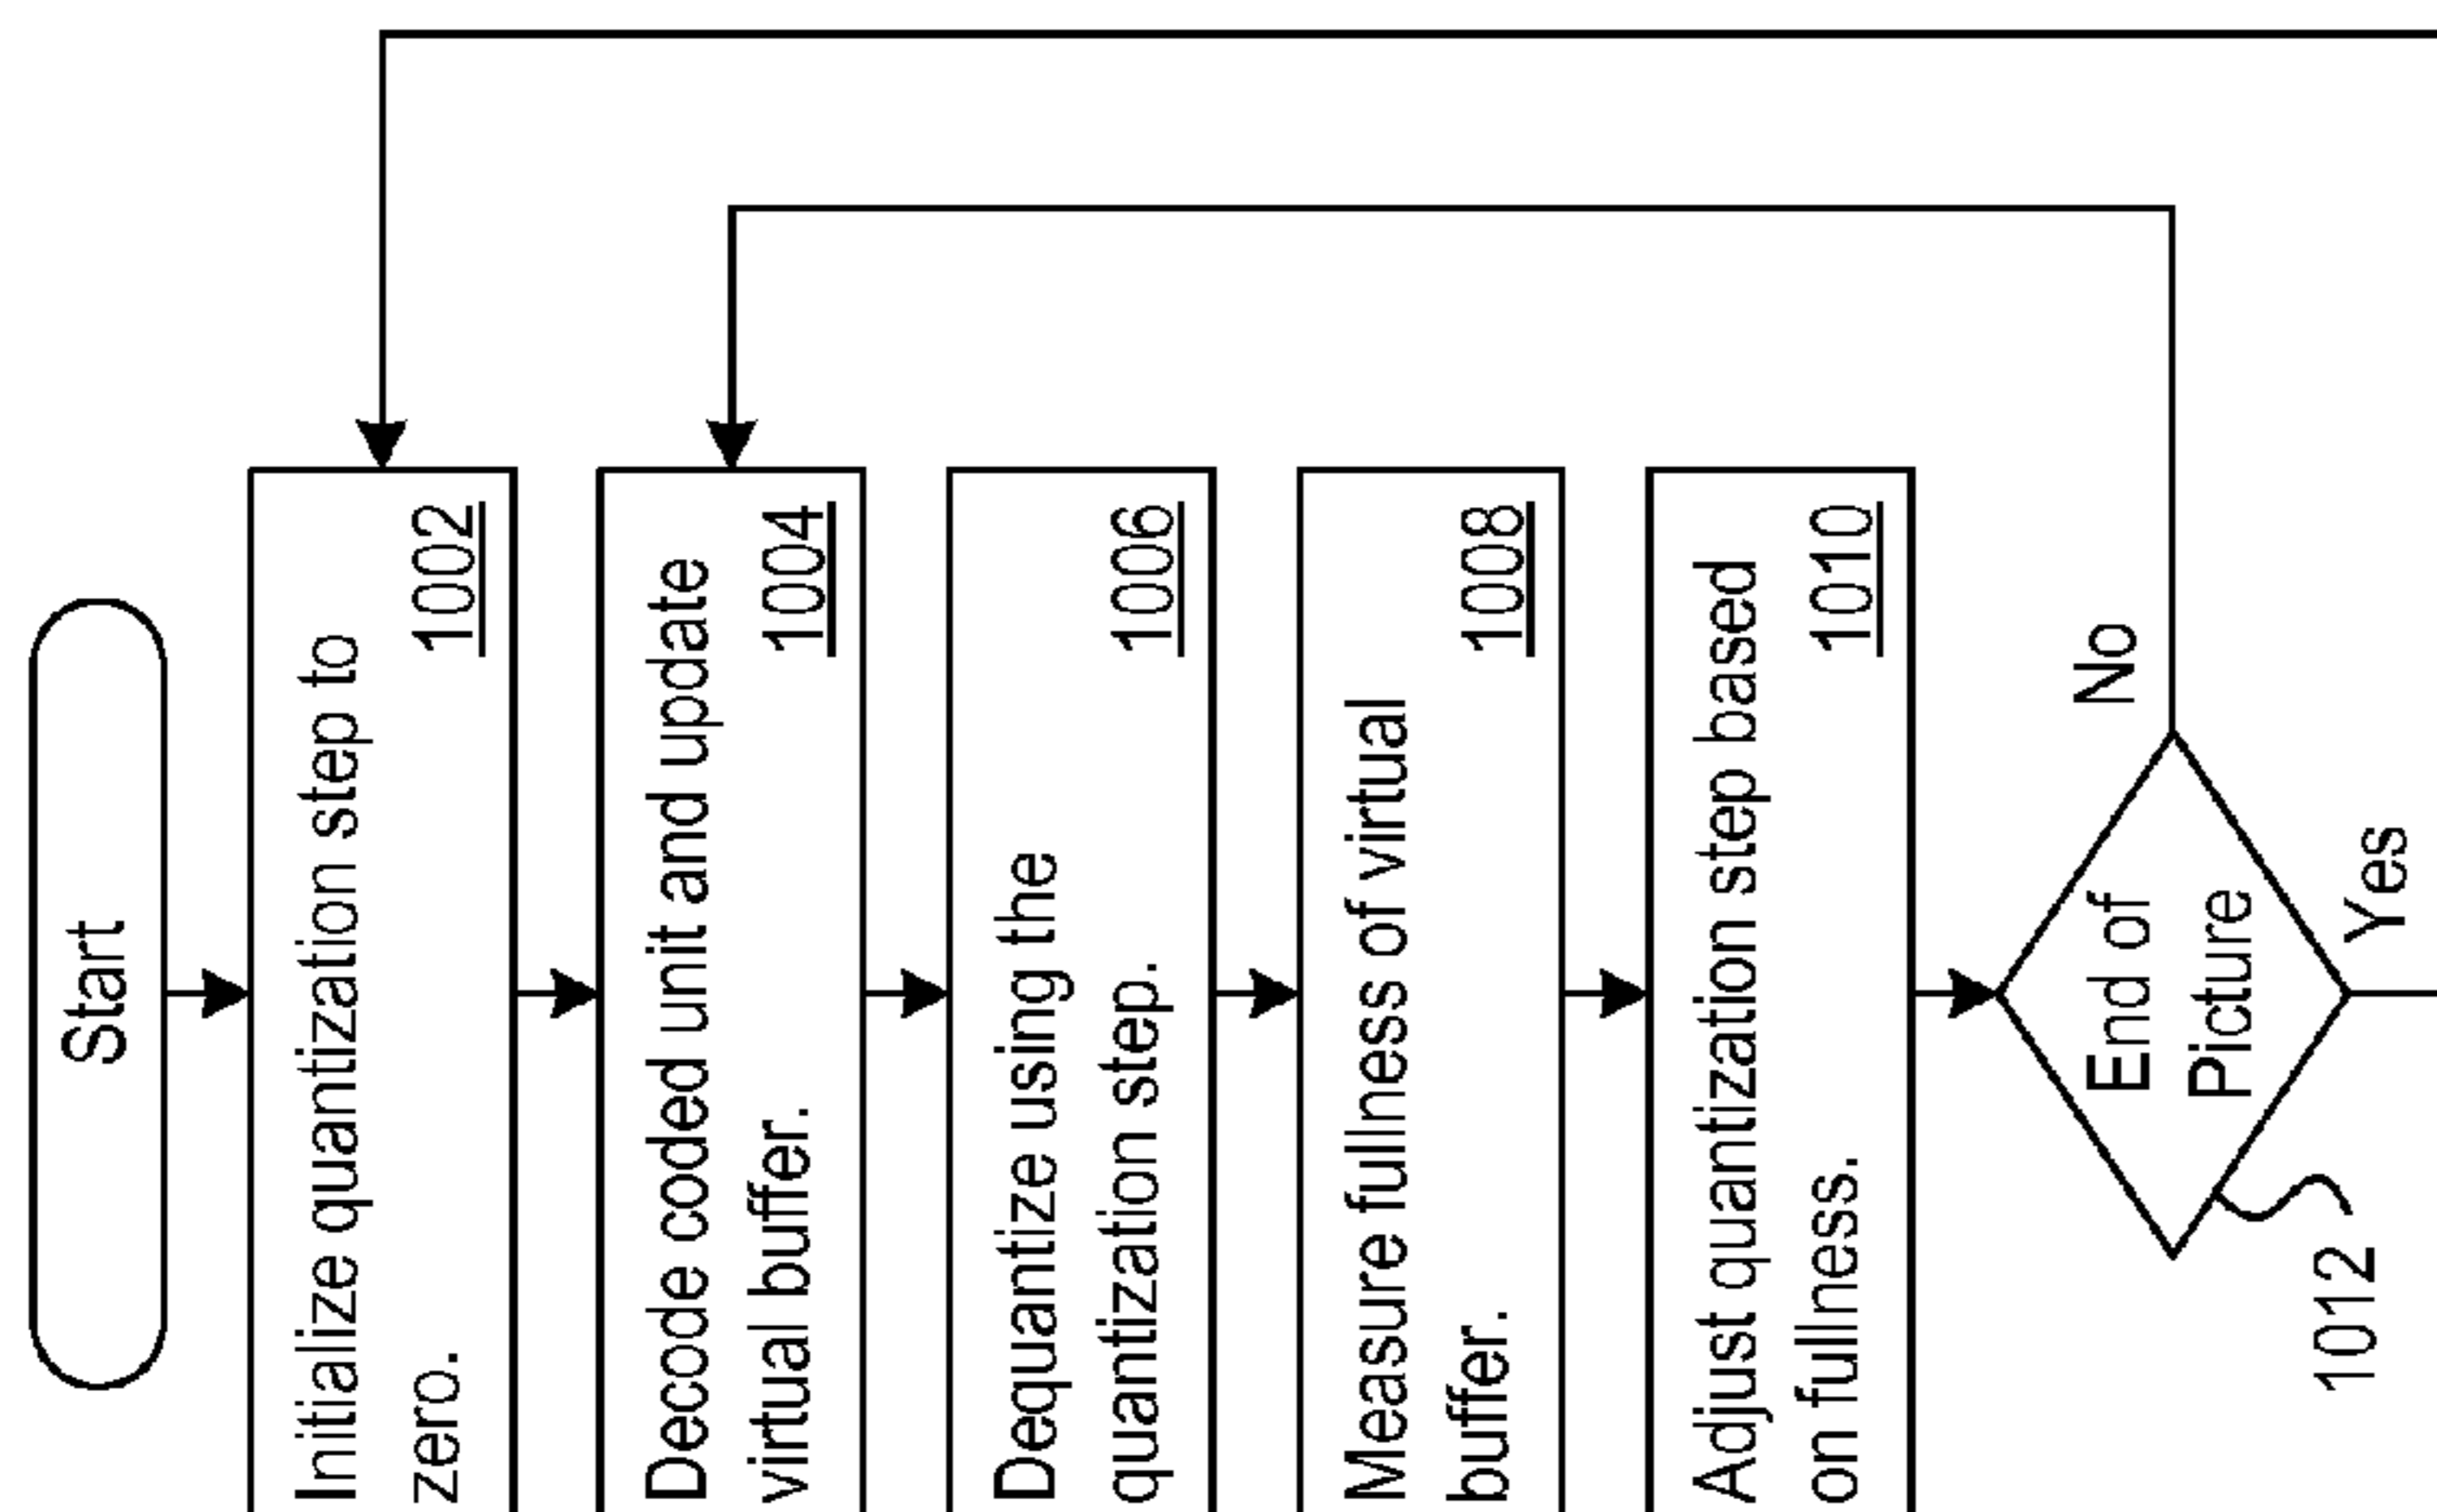 Start
Initialize quantization step to
zero.
1002
Decode coded unit and update
virtual buffer.
1004
Dequantize using the
quantization step.
1006
Measure fullness of virtual
buffer.
1008
Adjust quantization step based
on fullness.
1010
End of
Picture
No
Yes
1012